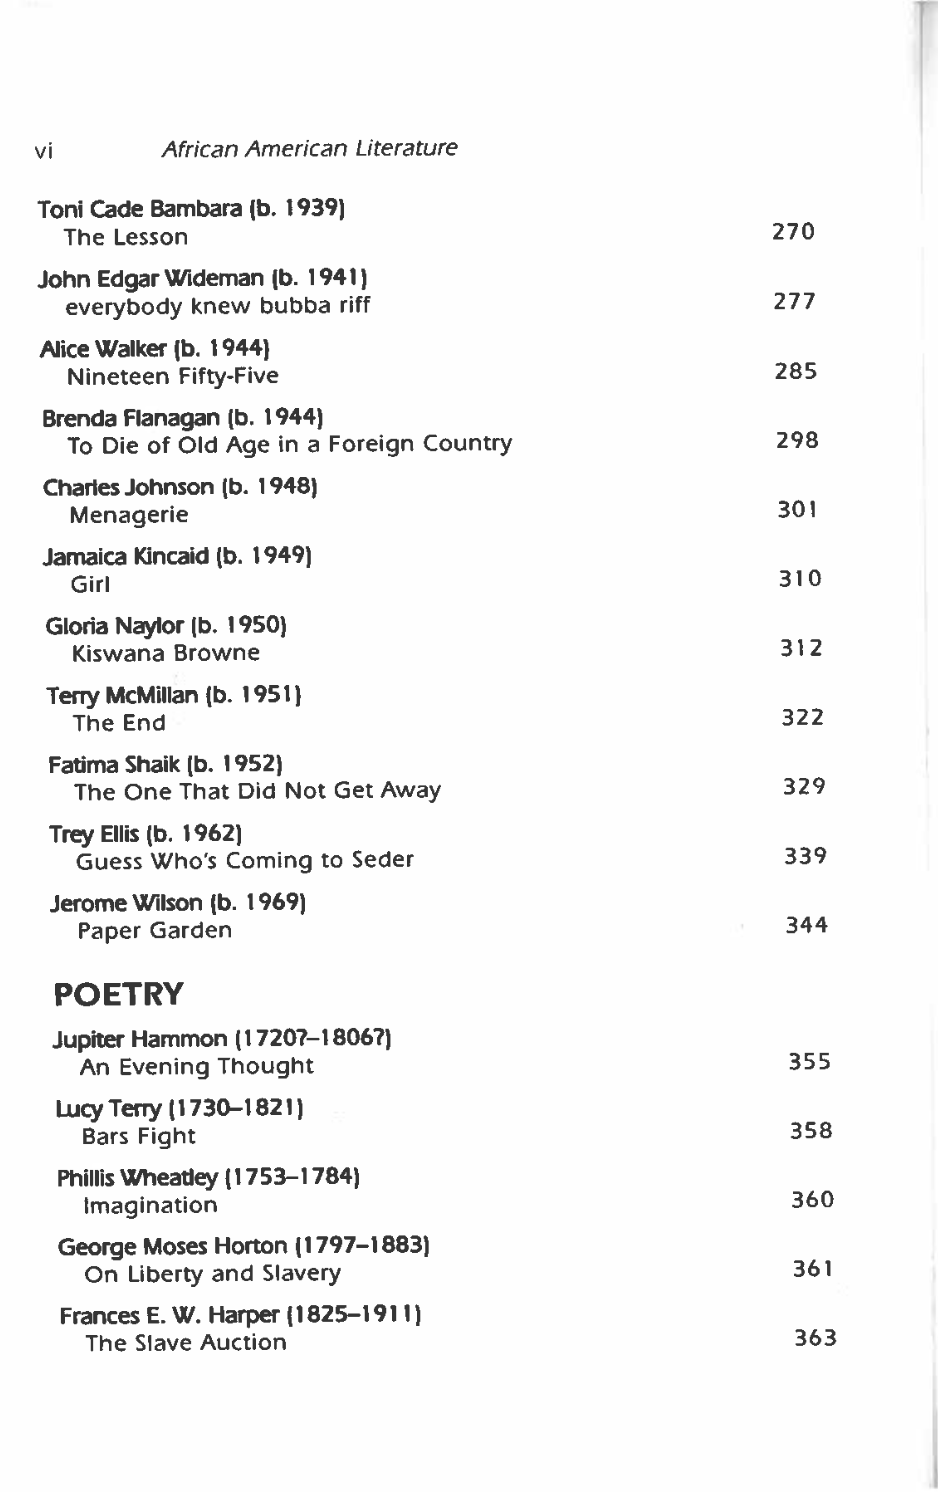 vi African American Literature
Toni Cade Bambara (b. 1939)
The Lesson 270
John Edgar Wideman (b. 1941)
everybody knew bubba riff 277
Alice Walker (b. 1944)
Nineteen Fifty-Five 285
Brenda Flanagan (b. 1944)
To Die of Old Age in a Foreign Country 298
Charles Johnson (b. 1948)
Menagerie 301
Jamaica Kincaid (b. 1949)
Girl 310
Gloria Naylor (b. 1950)
Kiswana Browne 312
Terry McMillan (b. 1951)
The End 322
Fatima Shaik (b. 1952)
The One That Did Not Get Away 329
Trey Ellis (b. 1962)
Guess Who's Coming to Seder 339
Jerome Wilson (b. 1969)
Paper Garden 344
POETRY
Jupiter Hammon (1720?–1806?)
An Evening Thought 355
Lucy Terry (1730–1821)
Bars Fight 358
Phillis Wheatley (1753–1784)
Imagination 360
George Moses Horton (1797–1883)
On Liberty and Slavery 361
Frances E. W. Harper (1825–1911)
The Slave Auction 363